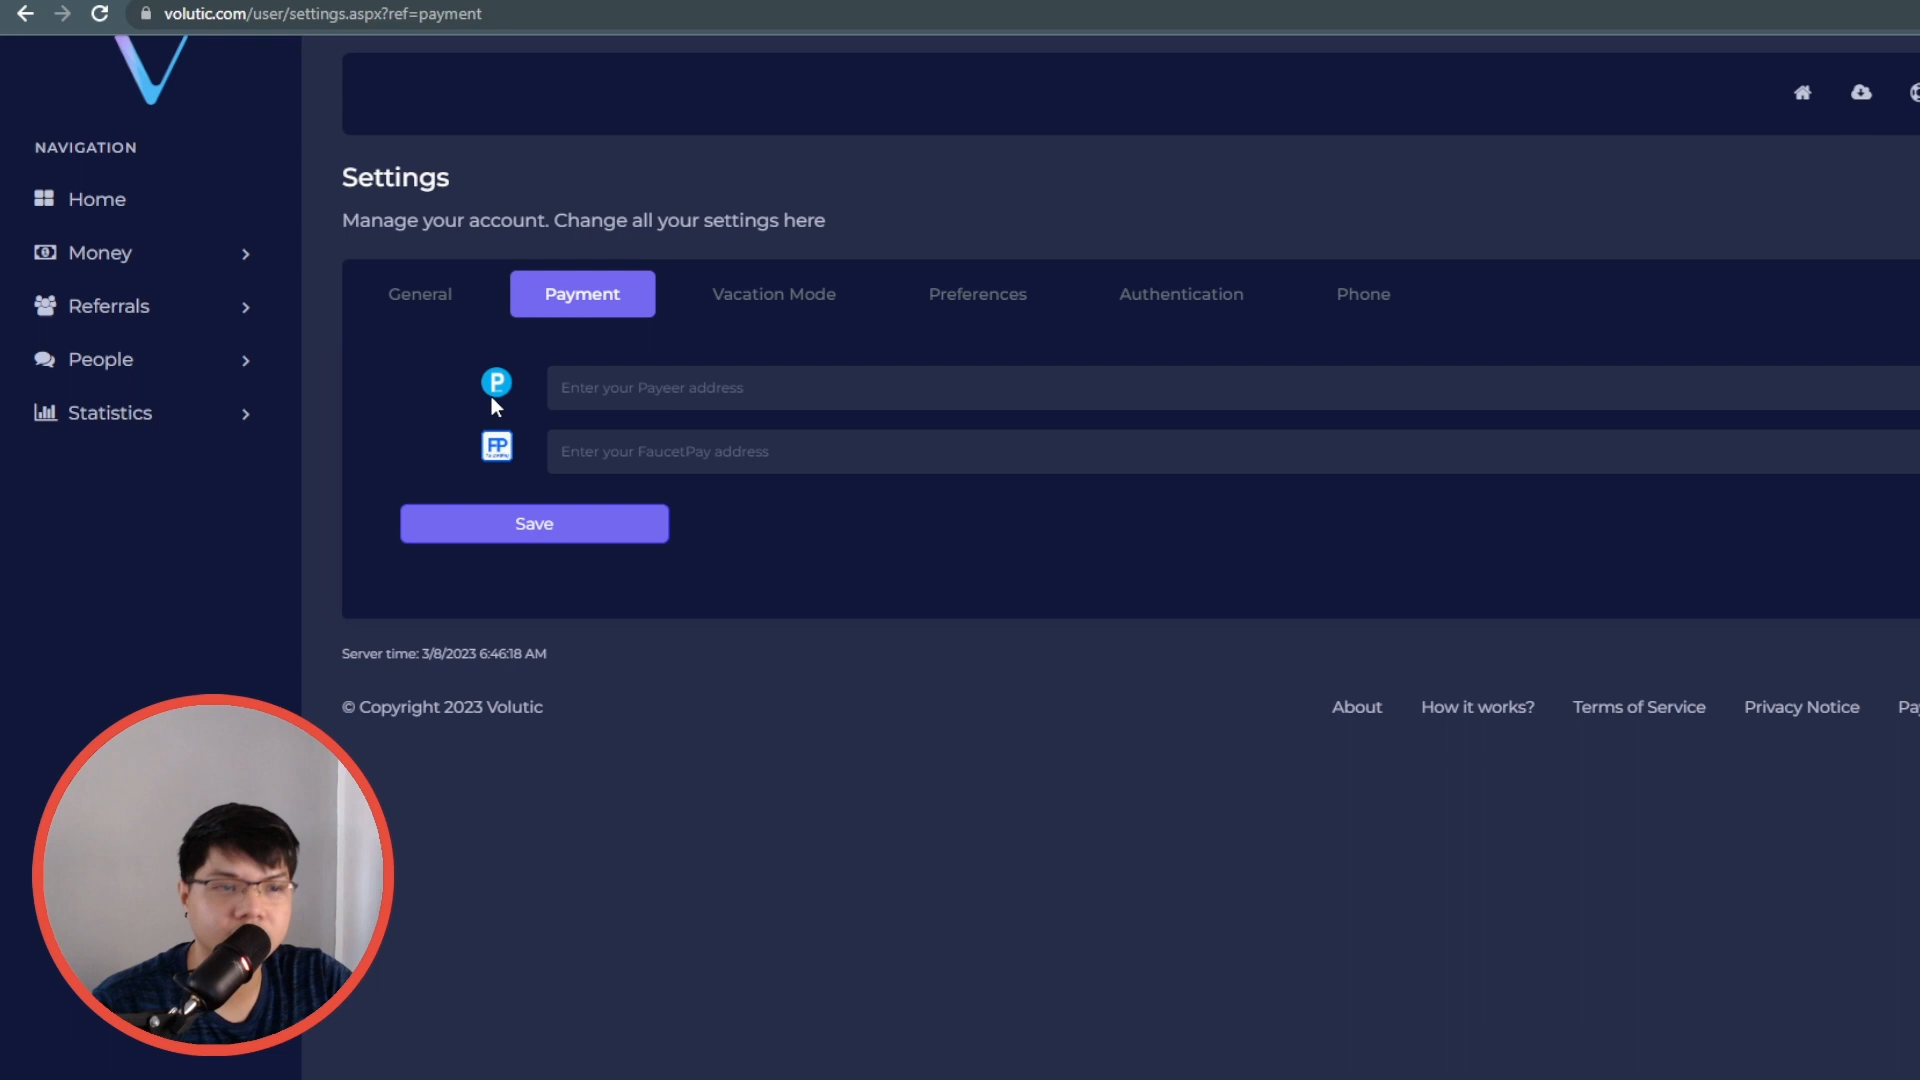 volutic.com/user/settings.aspx?ref=payment
NAVIGATION
Home
Money
Referrals
People
Statistics
Settings
Manage your account. Change all your settings here
General
Payment
Vacation Mode
Preferences
Authentication
Phone
P
Enter your Payeer address
FP
Enter your FaucetPay address
Save
Server time: 3/8/2023 6:46:18 AM
© Copyright 2023 Volutic
About
How it works?
Terms of Service
Privacy Notice
Pa